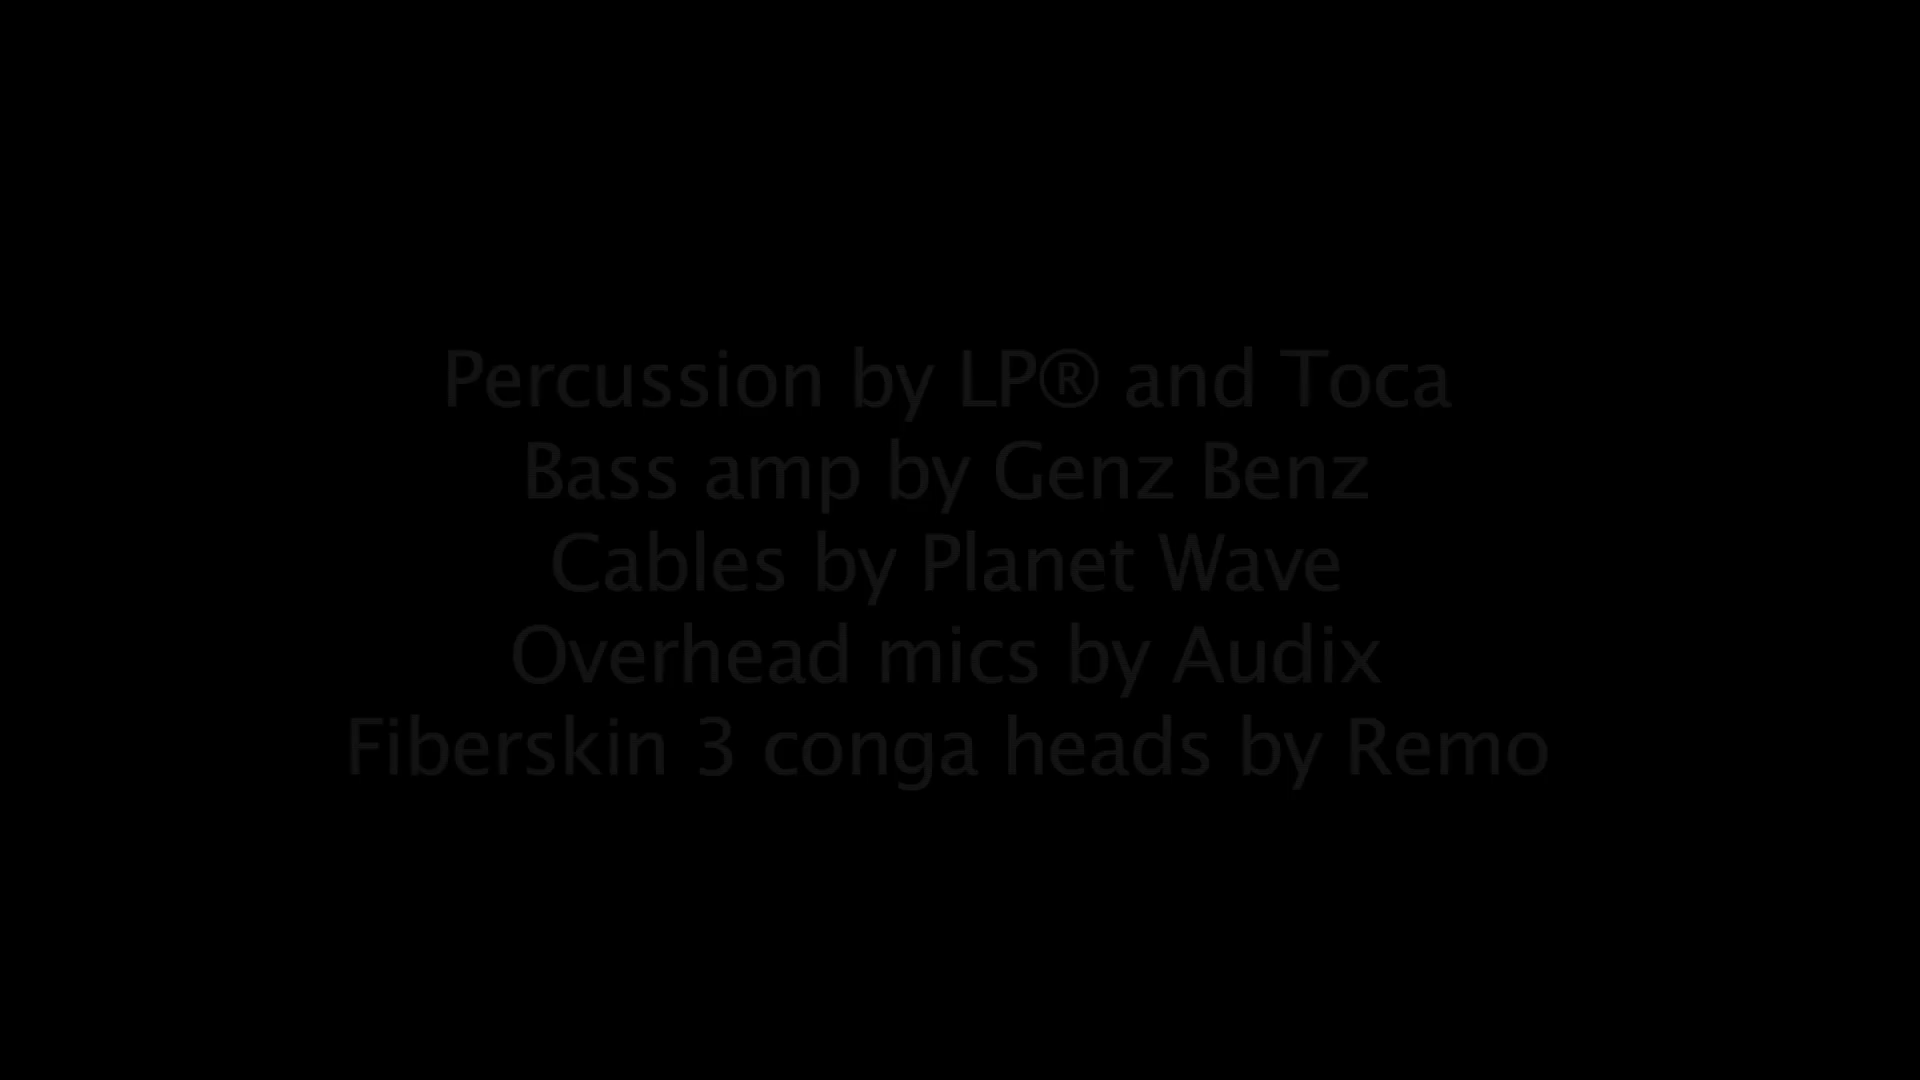 Percussion by LP® and Toca
Bass amp by Genz Benz
Cables by Planet Wave
Overhead mics by Audix
Fiberskin 3 conga heads by Remo